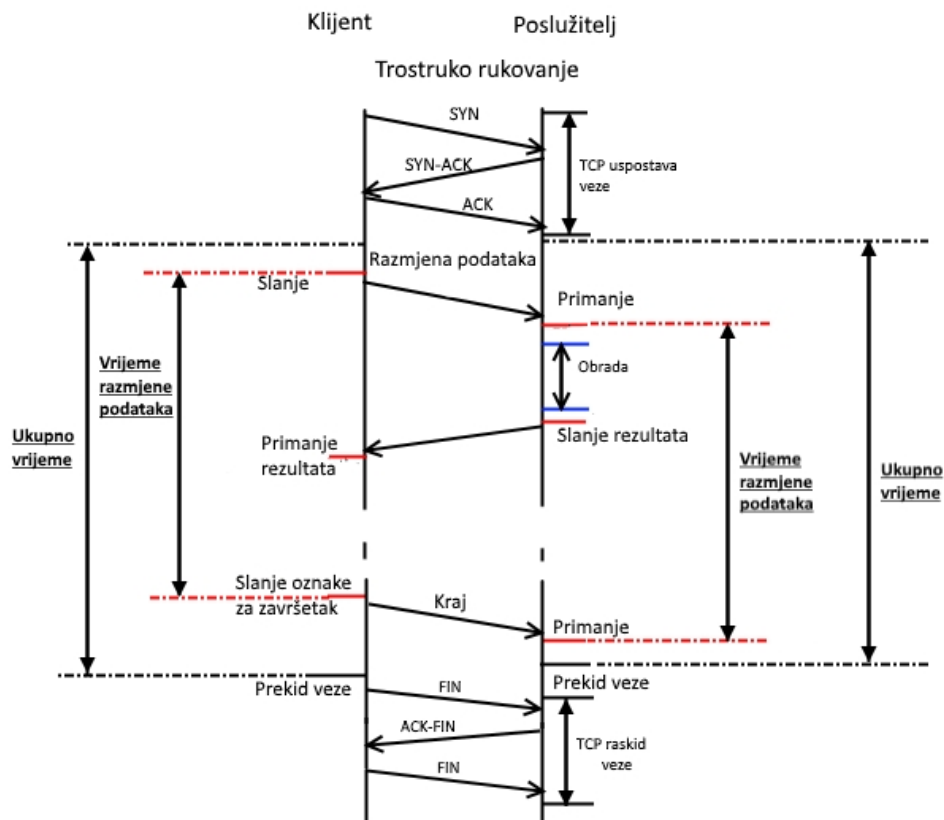 Klijent
Poslužitelj
Trostruko rukovanje
SYN
SYN-ACK
TCP uspostava
veze
ACK
Razmjena podataka
Slanje
Primanje
Vrijeme
razmjene
podataka
Obrada
Ukupno
vrijeme
Primanje
rezultata
Slanje rezultata
Vrijeme
razmjene
podataka
Ukupno
vrijeme
Slanje oznake
za završetak
Kraj
Primanje
Prekid veze
FIN
Prekid veze
ACK-FIN
TCP raskid
veze
FIN